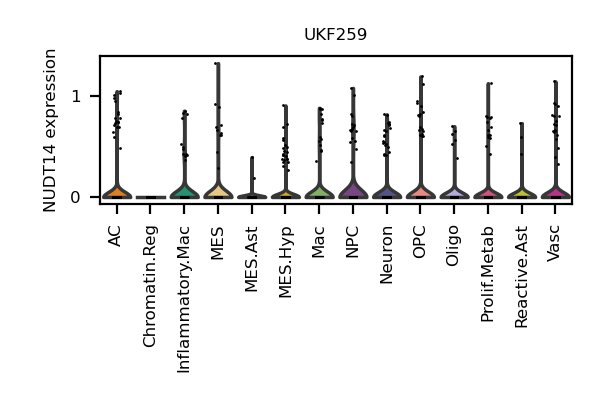 UKF259
NUDT14 expression
1
0
AC
Chromatin.Reg
Inflammatory.Mac
MES
MES.Ast
MES.Hyp
Mac
NPC
Neuron
OPC
Oligo
Prolif.Metab
Reactive.Ast
Vasc